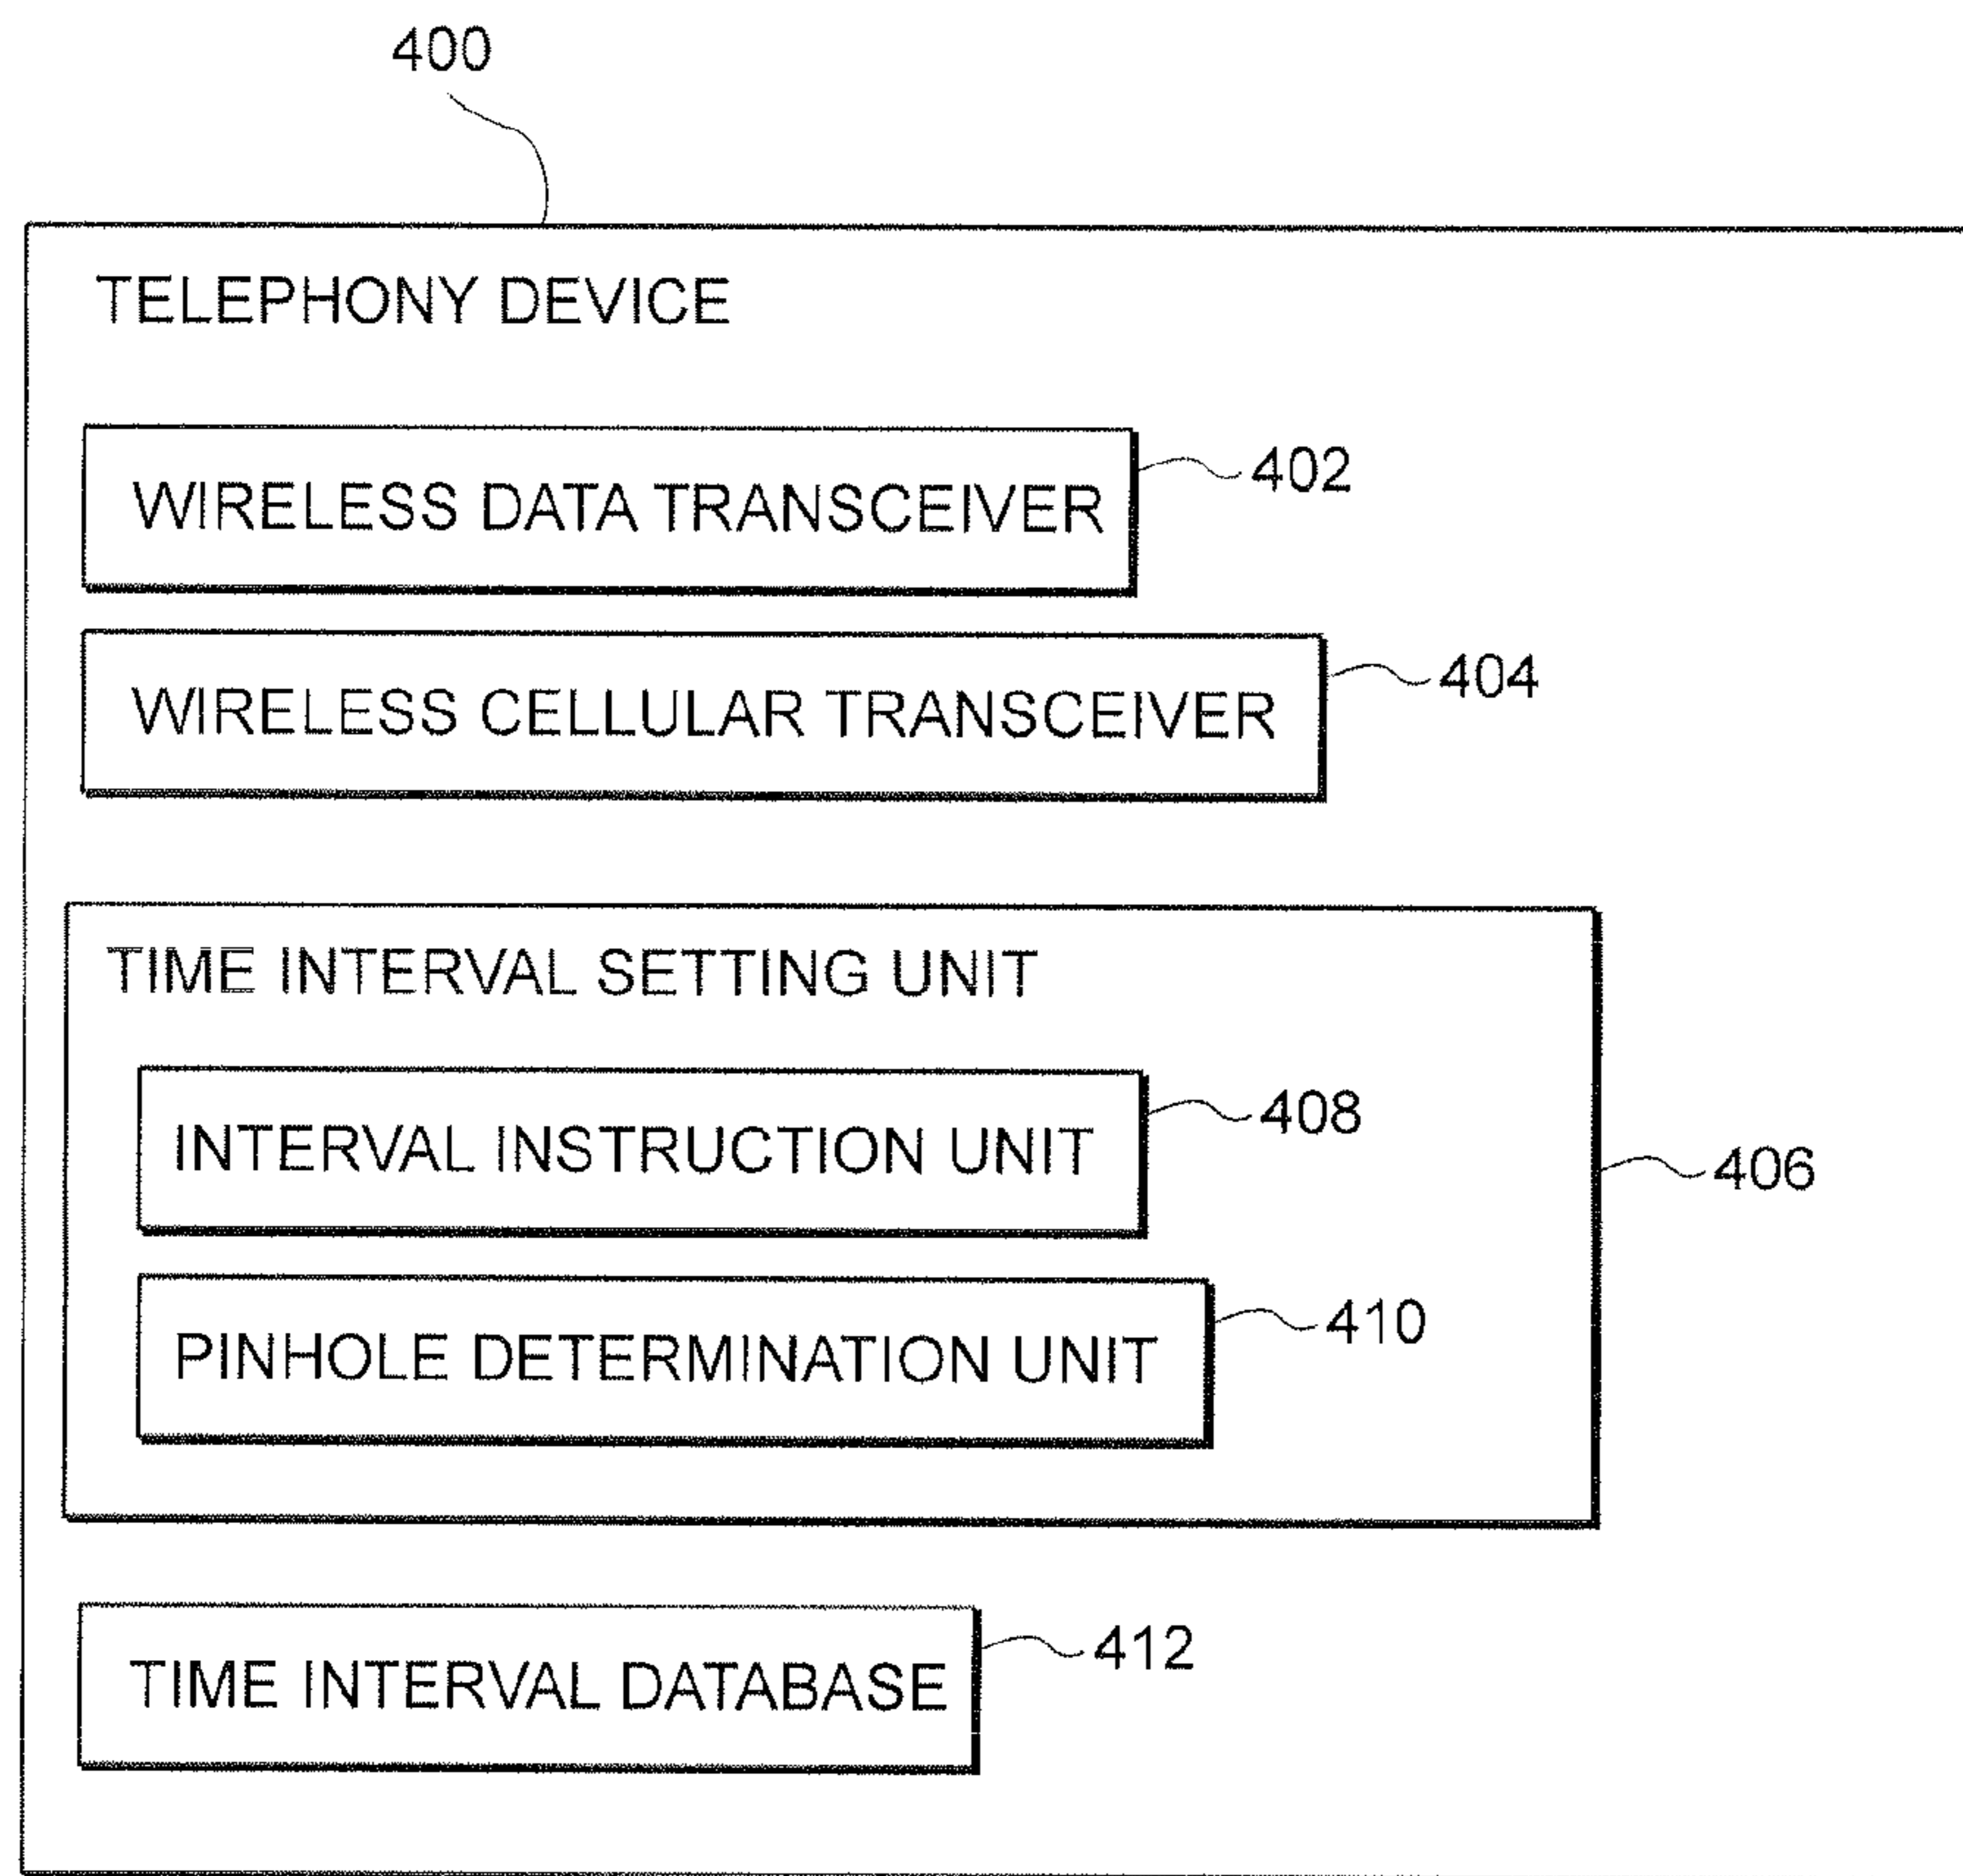 400
TELEPHONY DEVICE
WIRELESS DATA TRANSCEIVER
402
WIRELESS CELLULAR TRANSCEIVER
404
TIME INTERVAL SETTING UNIT
INTERVAL INSTRUCTION UNIT
408
406
PINHOLE DETERMINATION UNIT
410
TIME INTERVAL DATABASE
412